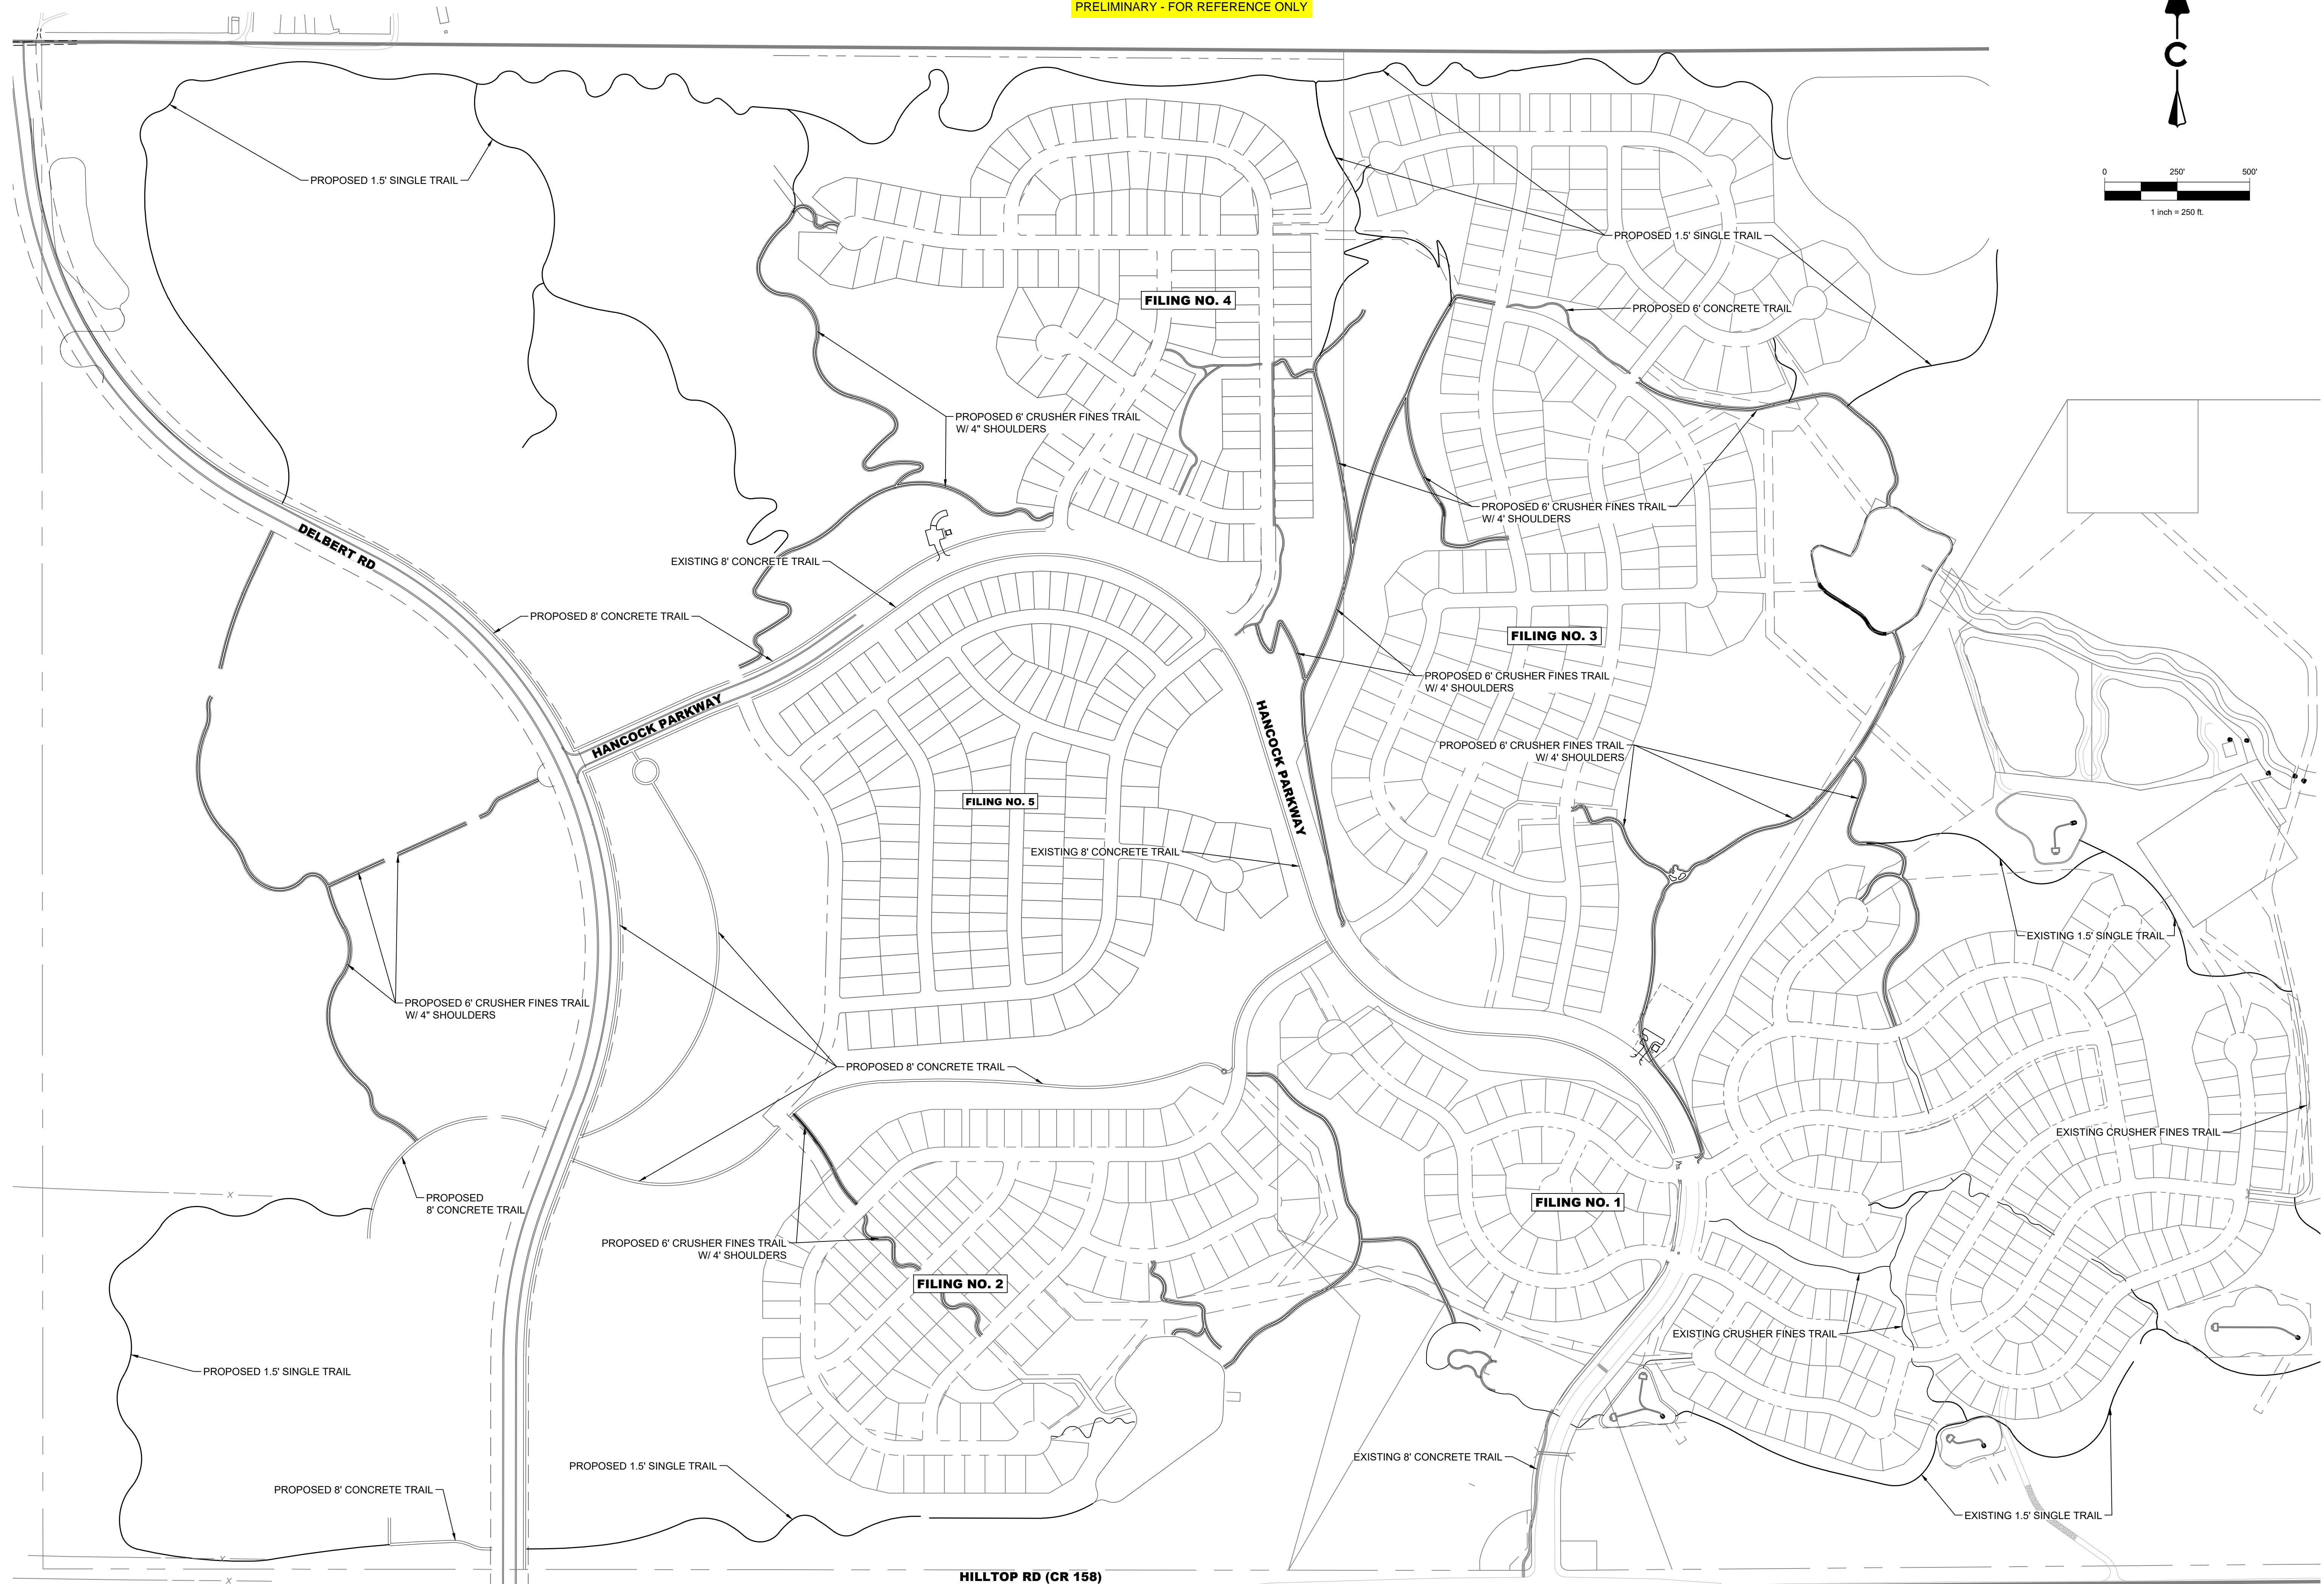 PRELIMINARY - FOR REFERENCE ONLY
C
0 250' 500'
1 inch = 250 ft.
PROPOSED 1.5' SINGLE TRAIL
PROPOSED 1.5' SINGLE TRAIL
FILING NO. 4
PROPOSED 6' CONCRETE TRAIL
PROPOSED 6' CRUSHER FINES TRAIL
W/ 4" SHOULDERS
PROPOSED 6' CRUSHER FINES TRAIL
W/ 4' SHOULDERS
DELBERT RD
EXISTING 8' CONCRETE TRAIL
PROPOSED 8' CONCRETE TRAIL
FILING NO. 3
PROPOSED 6' CRUSHER FINES TRAIL
W/ 4' SHOULDERS
HANCOCK PARKWAY
HANCOCK PARKWAY
PROPOSED 6' CRUSHER FINES TRAIL
W/ 4' SHOULDERS
FILING NO. 5
EXISTING 8' CONCRETE TRAIL
EXISTING 1.5' SINGLE TRAIL
PROPOSED 6' CRUSHER FINES TRAIL
W/ 4" SHOULDERS
PROPOSED 8' CONCRETE TRAIL
EXISTING CRUSHER FINES TRAIL
X
PROPOSED
8' CONCRETE TRAIL
FILING NO. 1
PROPOSED 6' CRUSHER FINES TRAIL
W/ 4' SHOULDERS
FILING NO. 2
EXISTING CRUSHER FINES TRAIL
PROPOSED 1.5' SINGLE TRAIL
EXISTING 8' CONCRETE TRAIL
PROPOSED 1.5' SINGLE TRAIL
PROPOSED 8' CONCRETE TRAIL
EXISTING 1.5' SINGLE TRAIL
X
HILLTOP RD (CR 158)
X